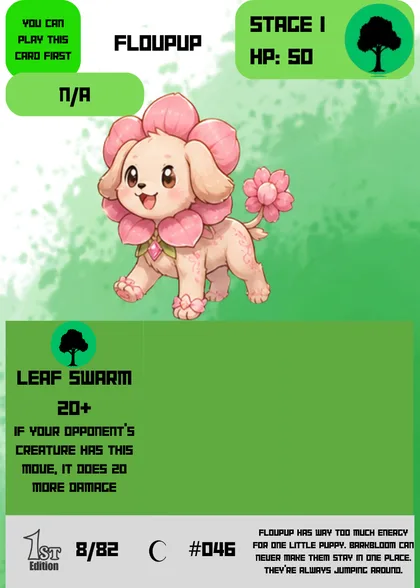 YOU CAN
PLAY THIS
CARD FIRST
FLOUPUP
STAGE 1
HP: 50
N/A
LEAF SWARM
20+
IF YOUR OPPONENT'S
CREATURE HAS THIS
MOVE, IT DOES 20
MORE DAMAGE
1ST
Edition
8/82
#046
FLOUPUP HAS WAY TOO MUCH ENERGY
FOR ONE LITTLE PUPPY. BARKBLOOM CAN
NEVER MAKE THEM STAY IN ONE PLACE.
THEY'RE ALWAYS JUMPING AROUND.